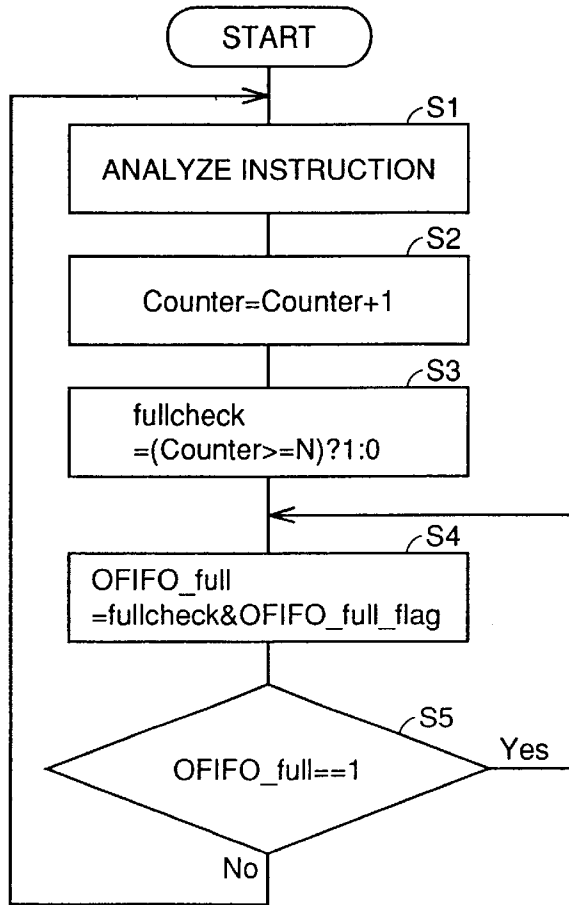 START
S1
ANALYZE INSTRUCTION
S2
Counter=Counter+1
S3
fullcheck
=(Counter>=N)?1:0
S4
OFIFO_full
=fullcheck&OFIFO_full_flag
S5
OFIFO_full==1
Yes
No